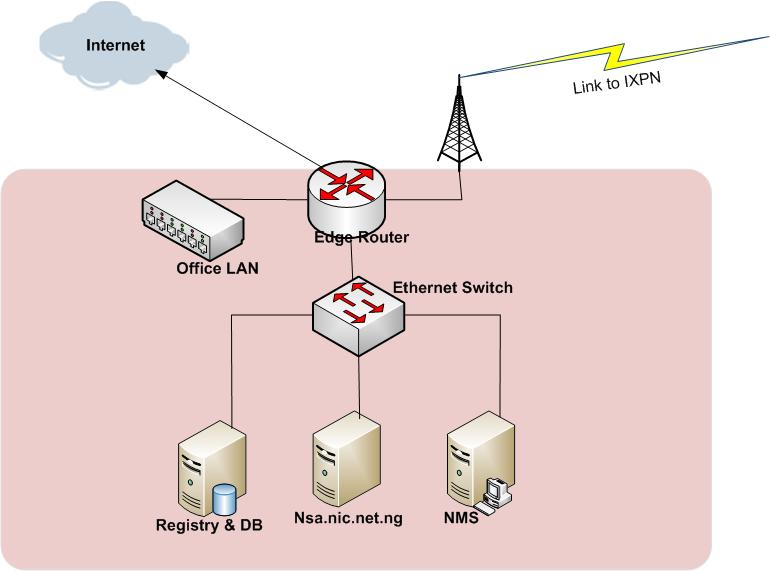 Internet
Link to IXPN
Edge Router
Office LAN
Ethernet Switch
Registry & DB
Nsa.nic.net.ng
NMS